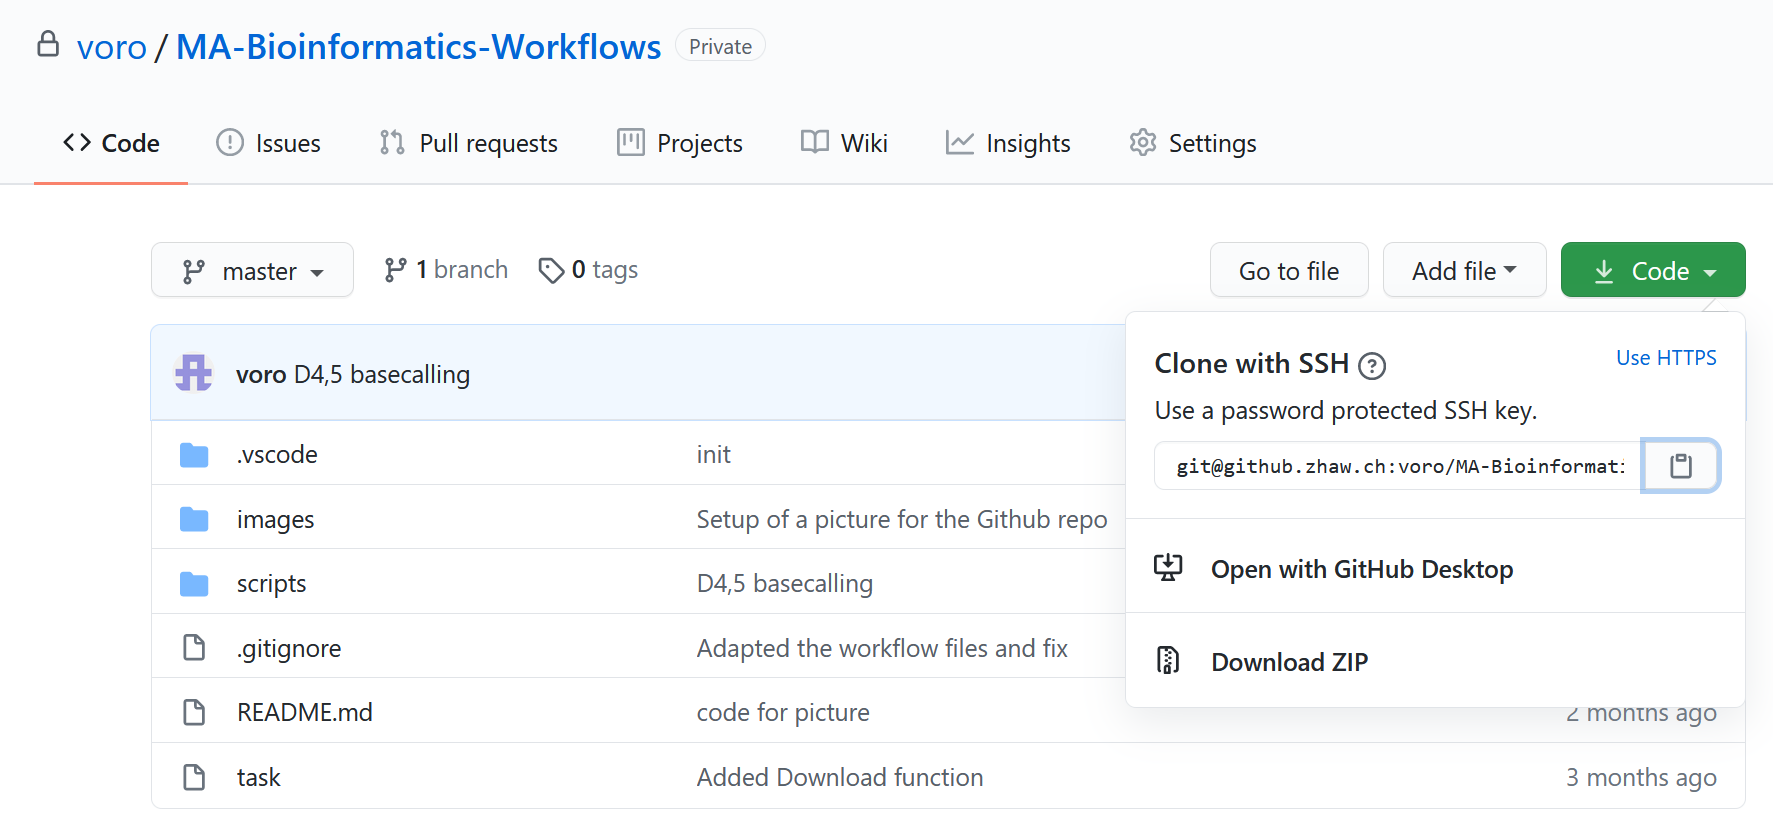 voro / MA-Bioinformatics-Workflows Private
Code Issues Pull requests Projects Wiki Insights Settings
master 1 branch 0 tags Go to file Add file Code
voro D4,5 basecalling
Clone with SSH ? Use HTTPS
Use a password protected SSH key.
git@github.zhaw.ch:voro/MA-Bioinformati
Open with GitHub Desktop
Download ZIP
.vscode init
images Setup of a picture for the Github repo
scripts D4,5 basecalling
.gitignore Adapted the workflow files and fix
README.md code for picture 2 months ago
task Added Download function 3 months ago